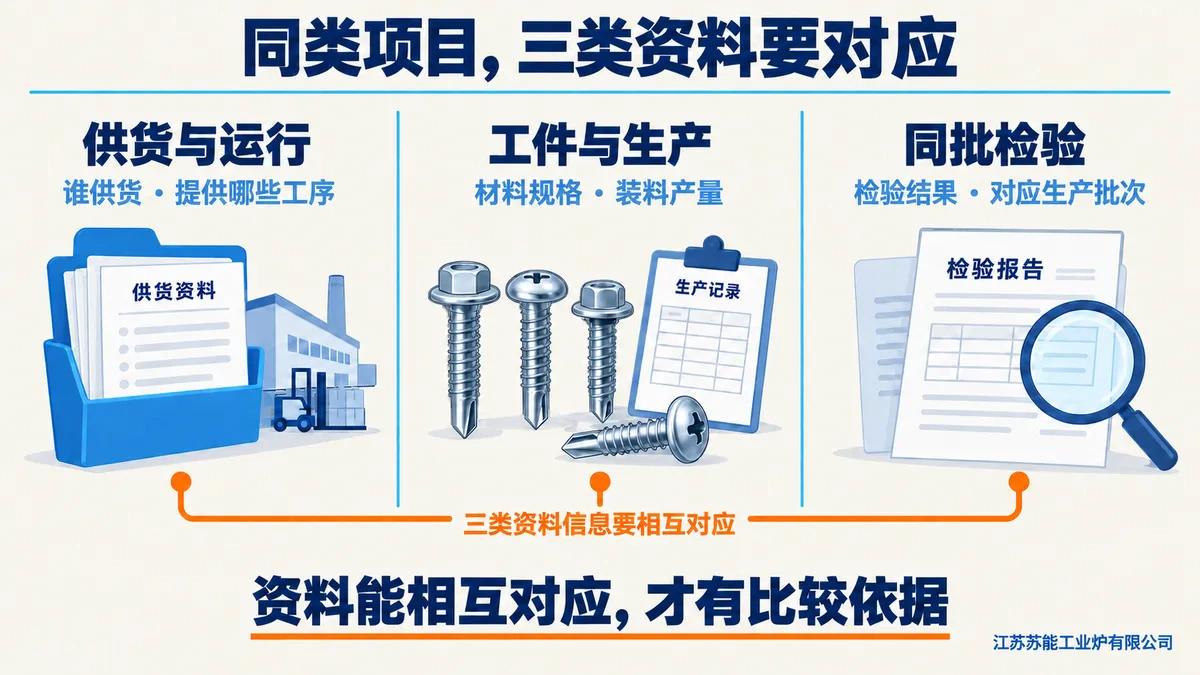 同类项目，三类资料要对应
供货与运行
谁供货・提供哪些工序
供货资料
工件与生产
材料规格・装料产量
生产记录
同批检验
检验结果・对应生产批次
检验报告
三类资料信息要相互对应
资料能相互对应，才有比较依据
江苏苏能工业炉有限公司